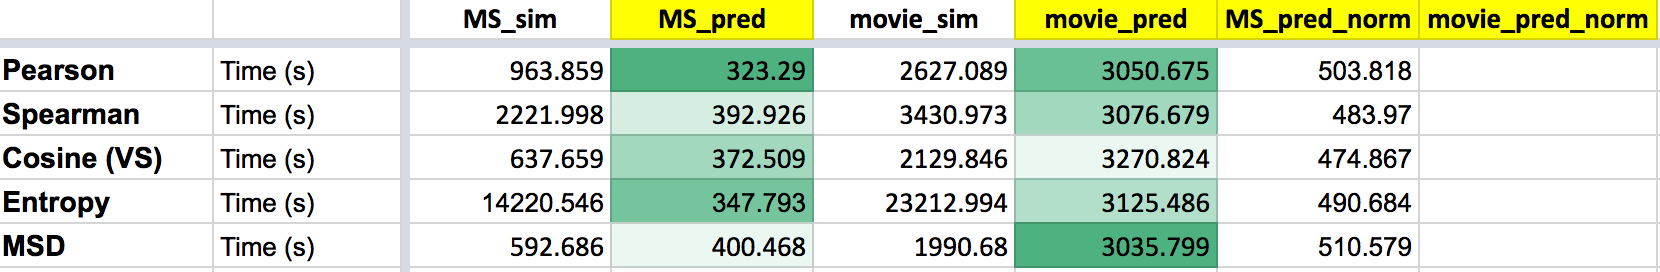 MS_sim MS_pred movie_sim movie_pred MS_pred_norm movie_pred_norm
Pearson Time (s) 963.859 323.29 2627.089 3050.675 503.818
Spearman Time (s) 2221.998 392.926 3430.973 3076.679 483.97
Cosine (VS) Time (s) 637.659 372.509 2129.846 3270.824 474.867
Entropy Time (s) 14220.546 347.793 23212.994 3125.486 490.684
MSD Time (s) 592.686 400.468 1990.68 3035.799 510.579